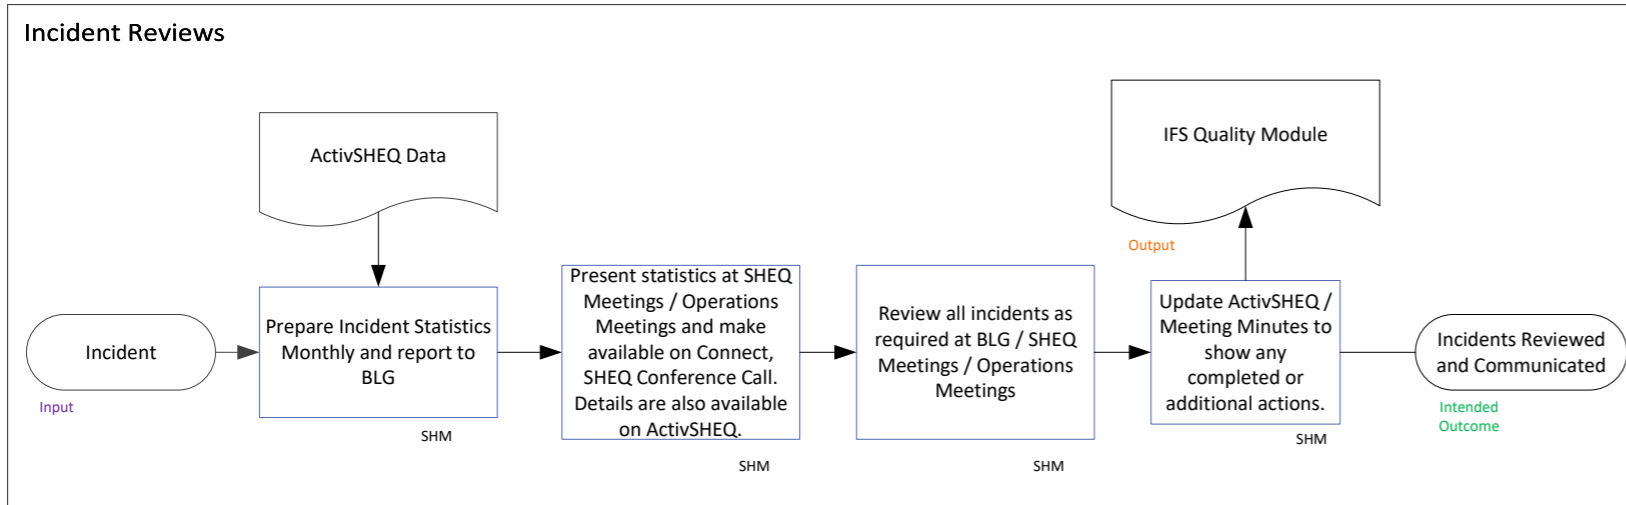 Incident Reviews
ActivSHEQ Data
IFS Quality Module
Output
Incident
Input
Prepare Incident Statistics
Monthly and report to
BLG
SHM
Present statistics at SHEQ
Meetings / Operations
Meetings and make
available on Connect,
SHEQ Conference Call.
Details are also available
on ActivSHEQ.
SHM
Review all incidents as
required at BLG / SHEQ
Meetings / Operations
Meetings
SHM
Update ActivSHEQ /
Meeting Minutes to
show any
completed or
additional actions.
SHM
Incidents Reviewed
and Communicated
Intended
Outcome